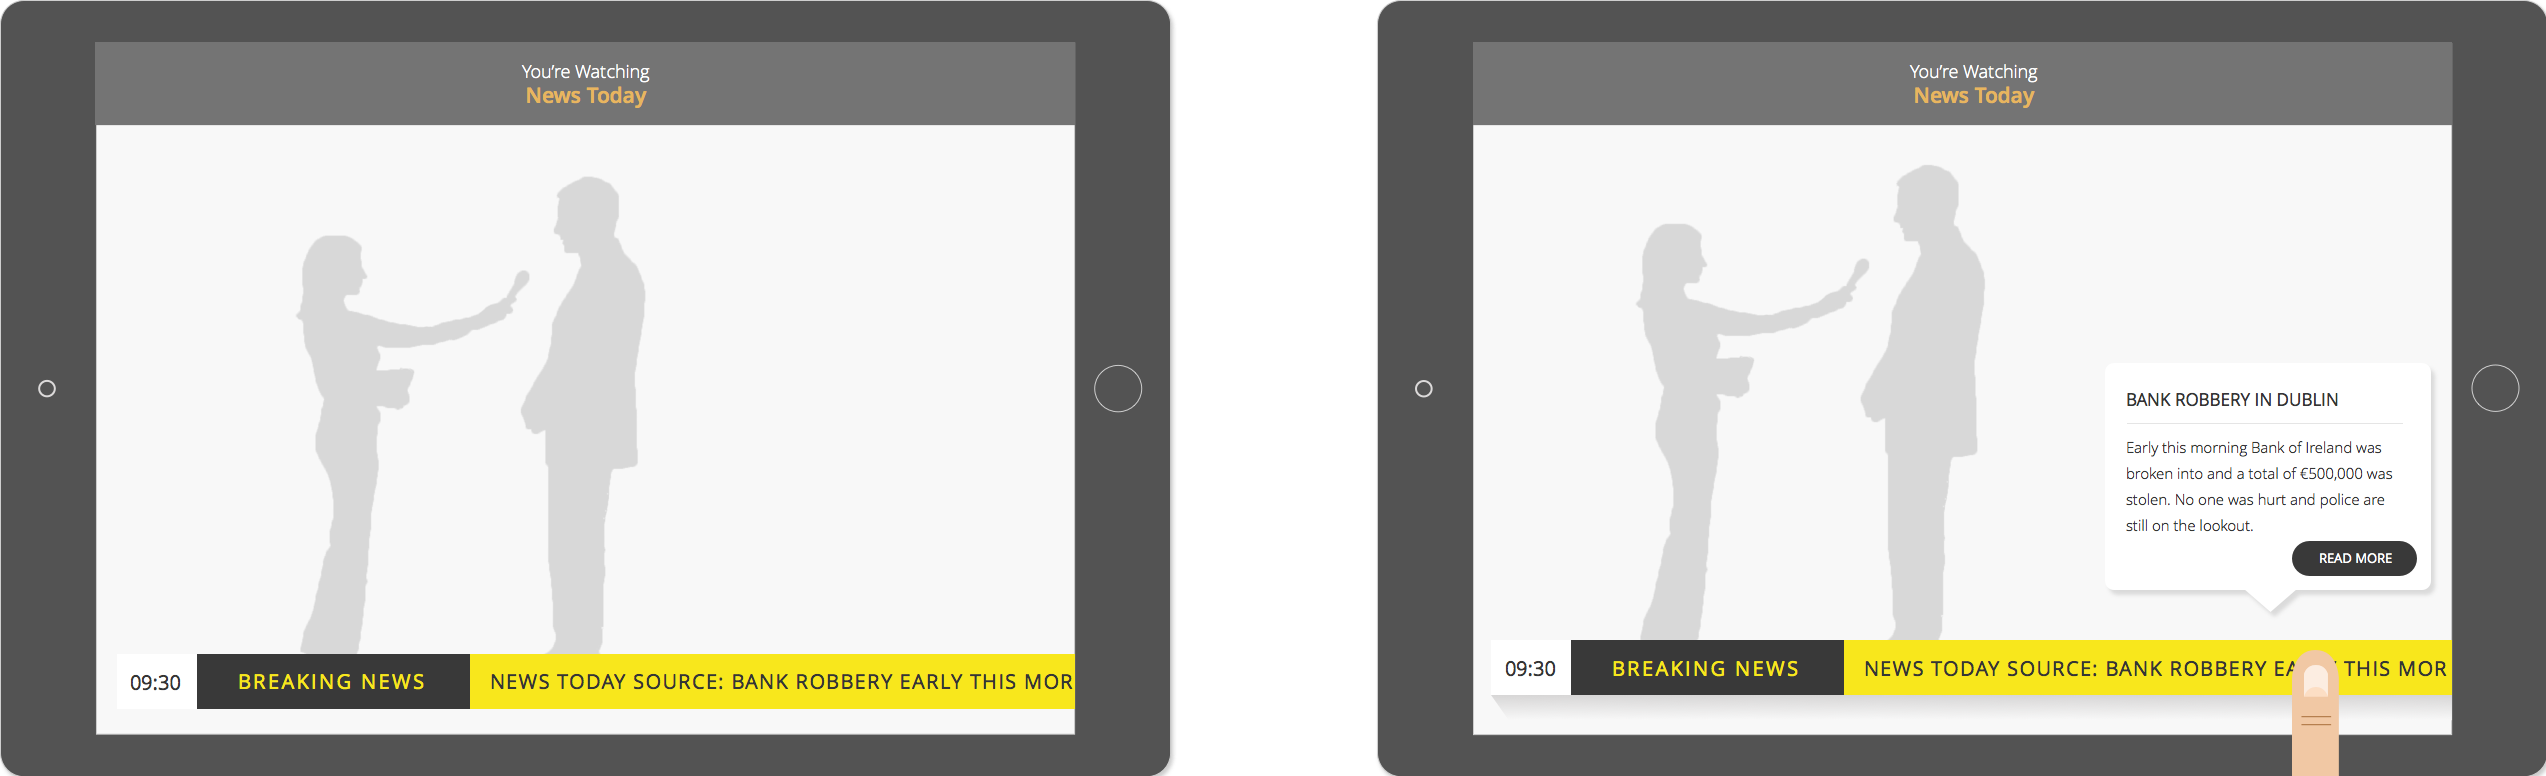 You're Watching
News Today
09:30
BREAKING NEWS
NEWS TODAY SOURCE: BANK ROBBERY EARLY THIS MOR
You're Watching
News Today
BANK ROBBERY IN DUBLIN
Early this morning Bank of Ireland was
broken into and a total of €500,000 was
stolen. No one was hurt and police are
still on the lookout.
READ MORE
09:30
BREAKING NEWS
NEWS TODAY SOURCE: BANK ROBBERY EA THIS MOR